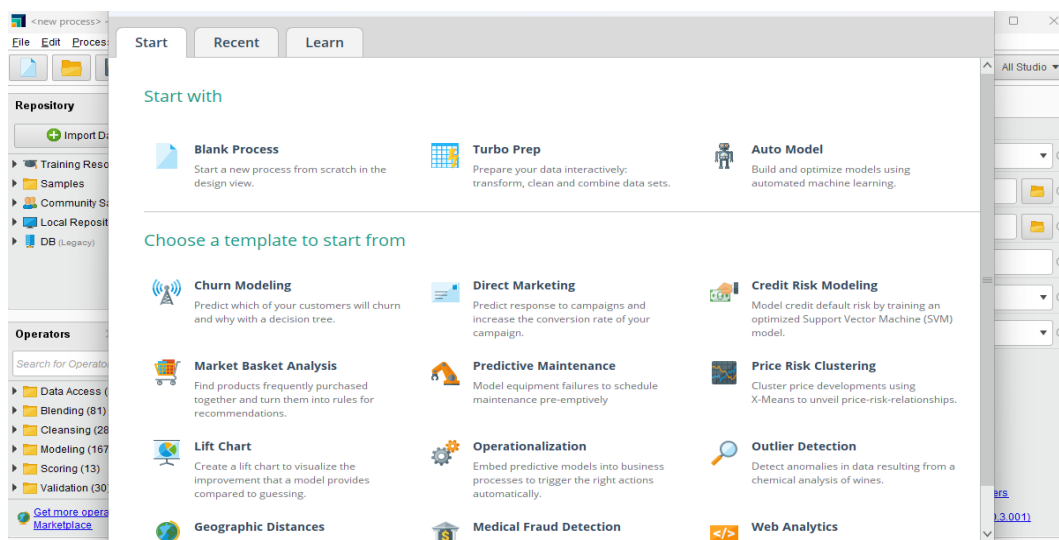 <new process>
File Edit Process
All Studio
Start Recent Learn
Repository
Import Da
Training Reso
Samples
Community Sa
Local Reposit
DB (Legacy)
Operators
Search for Operato
Data Access (
Blending (81)
Cleansing (28
Modeling (167
Scoring (13)
Validation (30
Get more opera
Marketplace
Start with
Blank Process
Start a new process from scratch in the
design view.
Turbo Prep
Prepare your data interactively:
transform, clean and combine data sets.
Auto Model
Build and optimize models using
automated machine learning.
Choose a template to start from
Churn Modeling
Predict which of your customers will churn
and why with a decision tree.
Direct Marketing
Predict response to campaigns and
increase the conversion rate of your
campaign.
Credit Risk Modeling
Model credit default risk by training an
optimized Support Vector Machine (SVM)
model.
Market Basket Analysis
Find products frequently purchased
together and turn them into rules for
recommendations.
Predictive Maintenance
Model equipment failures to schedule
maintenance pre-emptively
Price Risk Clustering
Cluster price developments using
X-Means to unveil price-risk-relationships.
Lift Chart
Create a lift chart to visualize the
improvement that a model provides
compared to guessing.
Operationalization
Embed predictive models into business
processes to trigger the right actions
automatically.
Outlier Detection
Detect anomalies in data resulting from a
chemical analysis of wines.
Geographic Distances
Medical Fraud Detection
Web Analytics
ers
0.3.001)